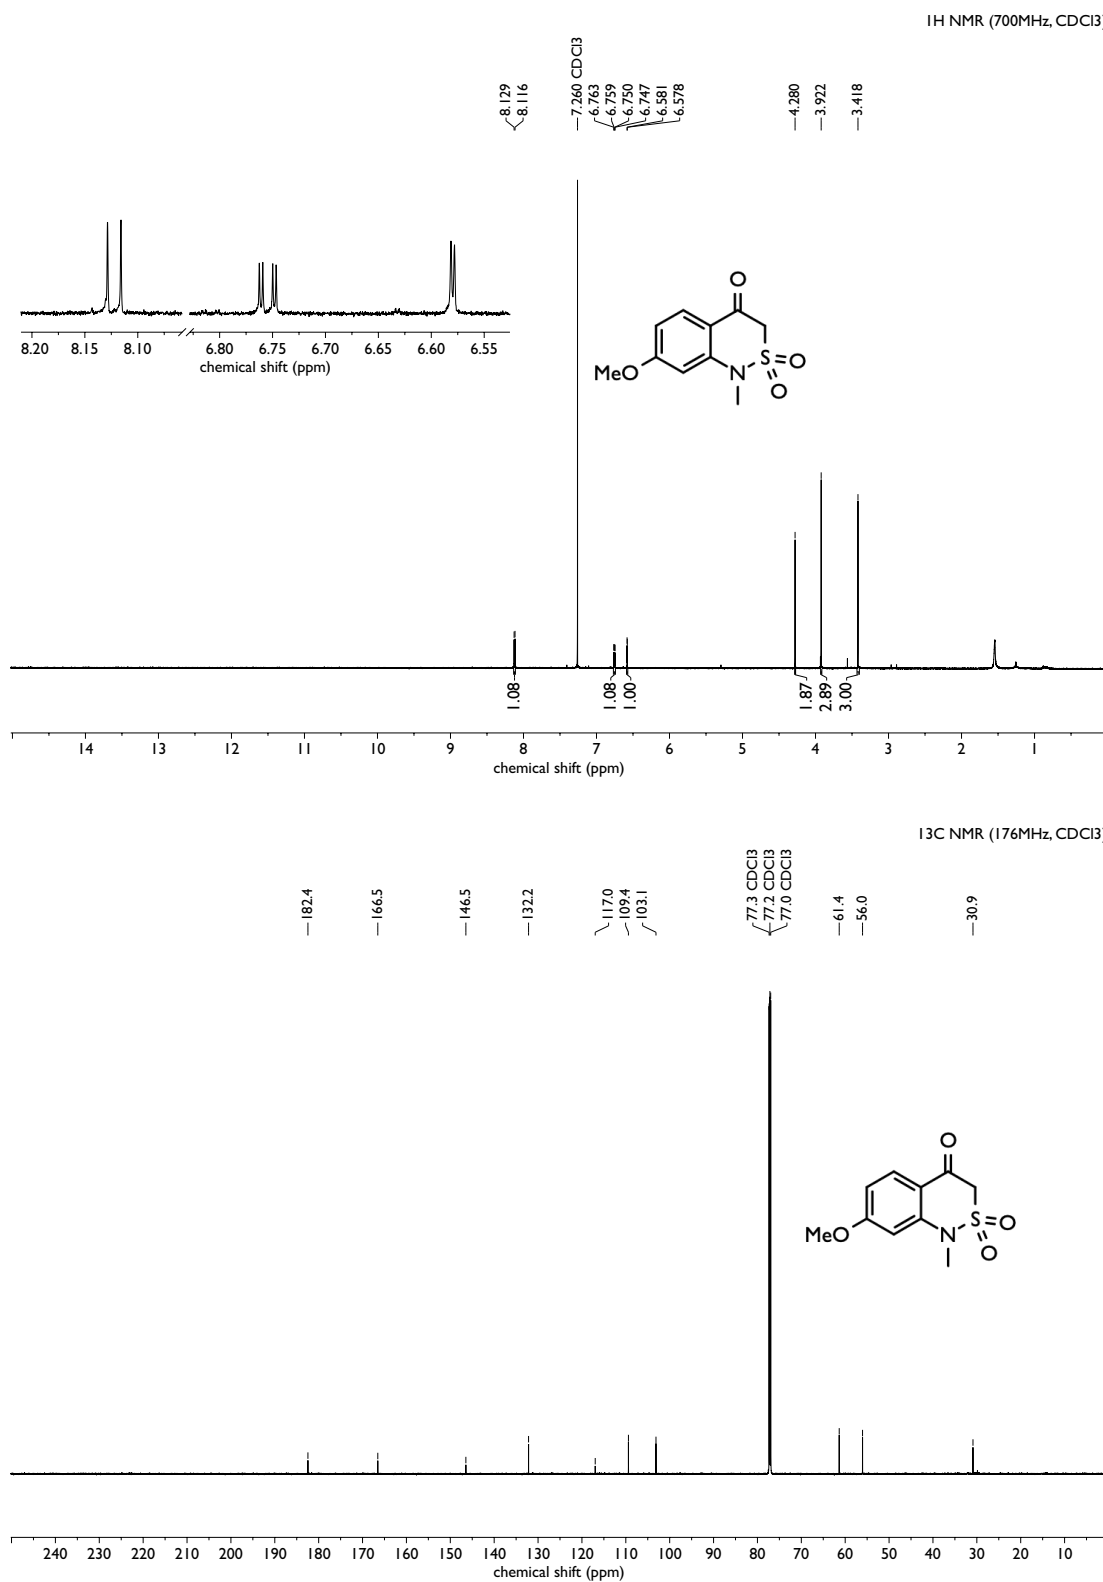 1H NMR (700MHz, CDCl3)
8.129
8.116
7.260 CDCl3
6.763
6.759
6.750
6.747
6.581
6.578
4.280
3.922
3.418
8.20 8.15 8.10 6.80 6.75 6.70 6.65 6.60 6.55
chemical shift (ppm)
O
S
O
O
N
MeO
1.08
1.08
1.00
1.87
2.89
3.00
14 13 12 11 10 9 8 7 6 5 4 3 2 1
chemical shift (ppm)
13C NMR (176MHz, CDCl3)
182.4
166.5
146.5
132.2
117.0
109.4
103.1
77.3 CDCl3
77.2 CDCl3
77.0 CDCl3
61.4
56.0
30.9
O
S
O
O
N
MeO
240 230 220 210 200 190 180 170 160 150 140 130 120 110 100 90 80 70 60 50 40 30 20 10
chemical shift (ppm)